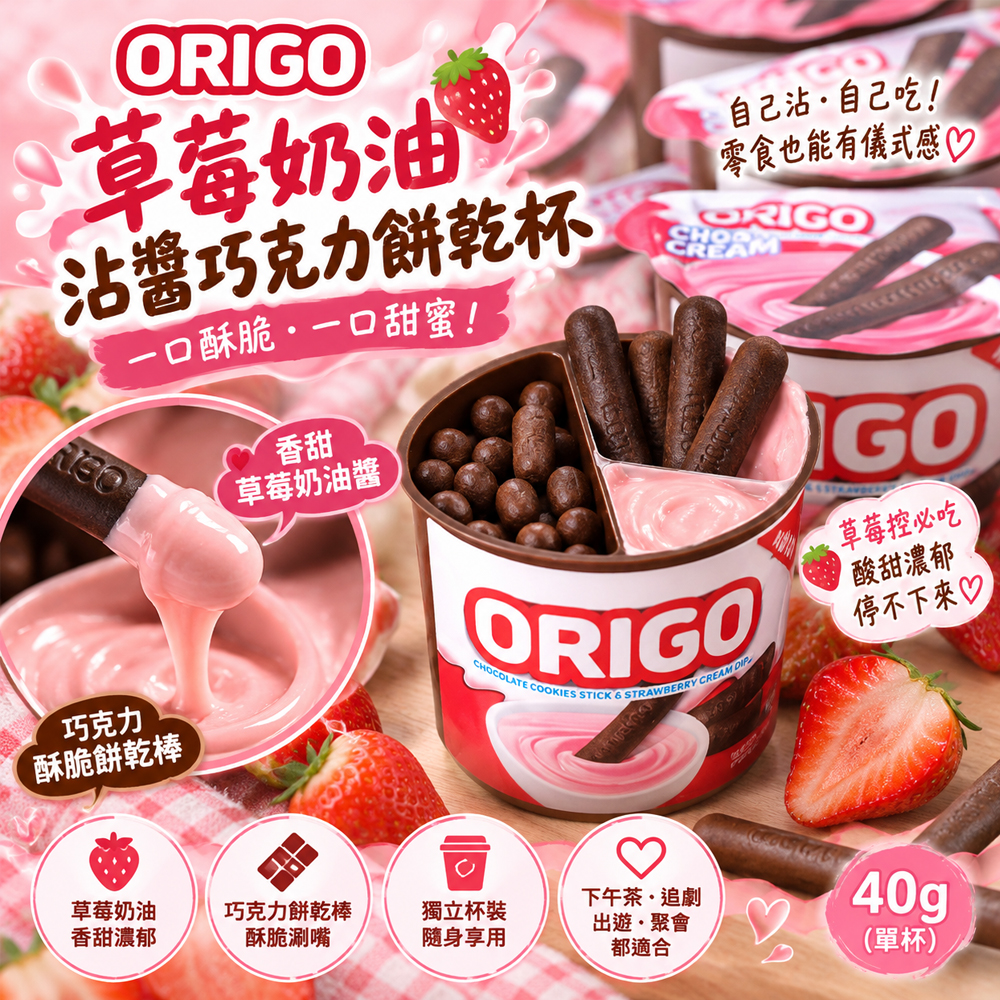 ORIGO
草莓奶油
沾醬巧克力餅乾杯
一口酥脆・一口甜蜜！
自己沾・自己吃！
零食也能有儀式感
ORIGO
CHOCO
CREAM
IGO
香甜
草莓奶油醬
RIGO
巧克力
酥脆餅乾棒
草莓控必吃
酸甜濃郁
停不下來
ORIGO
CHOCOLATE COOKIES STICK & STRAWBERRY CREAM DIP
草莓奶油
香甜濃郁
巧克力餅乾棒
酥脆涮嘴
獨立杯裝
隨身享用
下午茶・追劇
出遊・聚會
都適合
40g
(單杯)